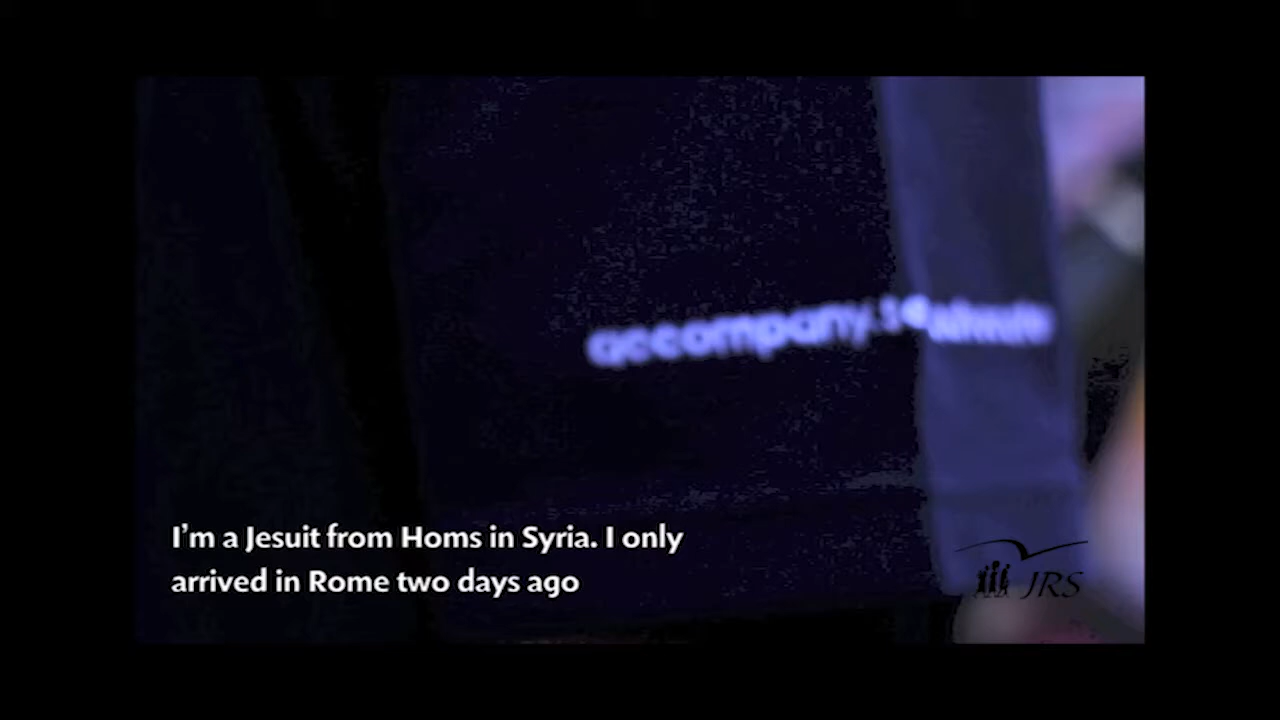 accompany.
I'm a Jesuit from Homs in Syria. I only
arrived in Rome two days ago
JRS